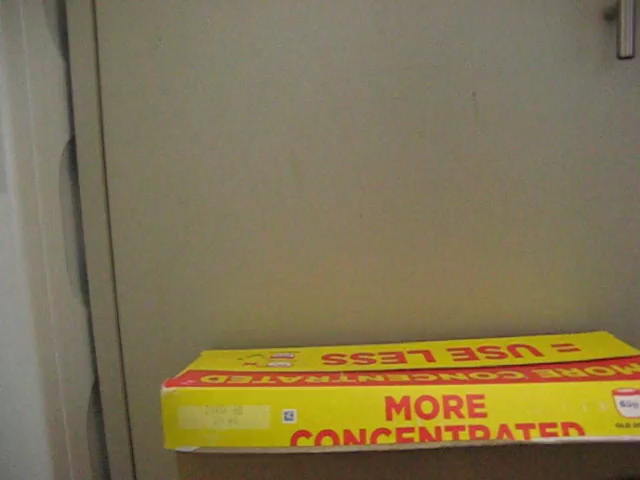 = USE LESS
MORE CONCENTRATED
MORE
CONCENTRATED